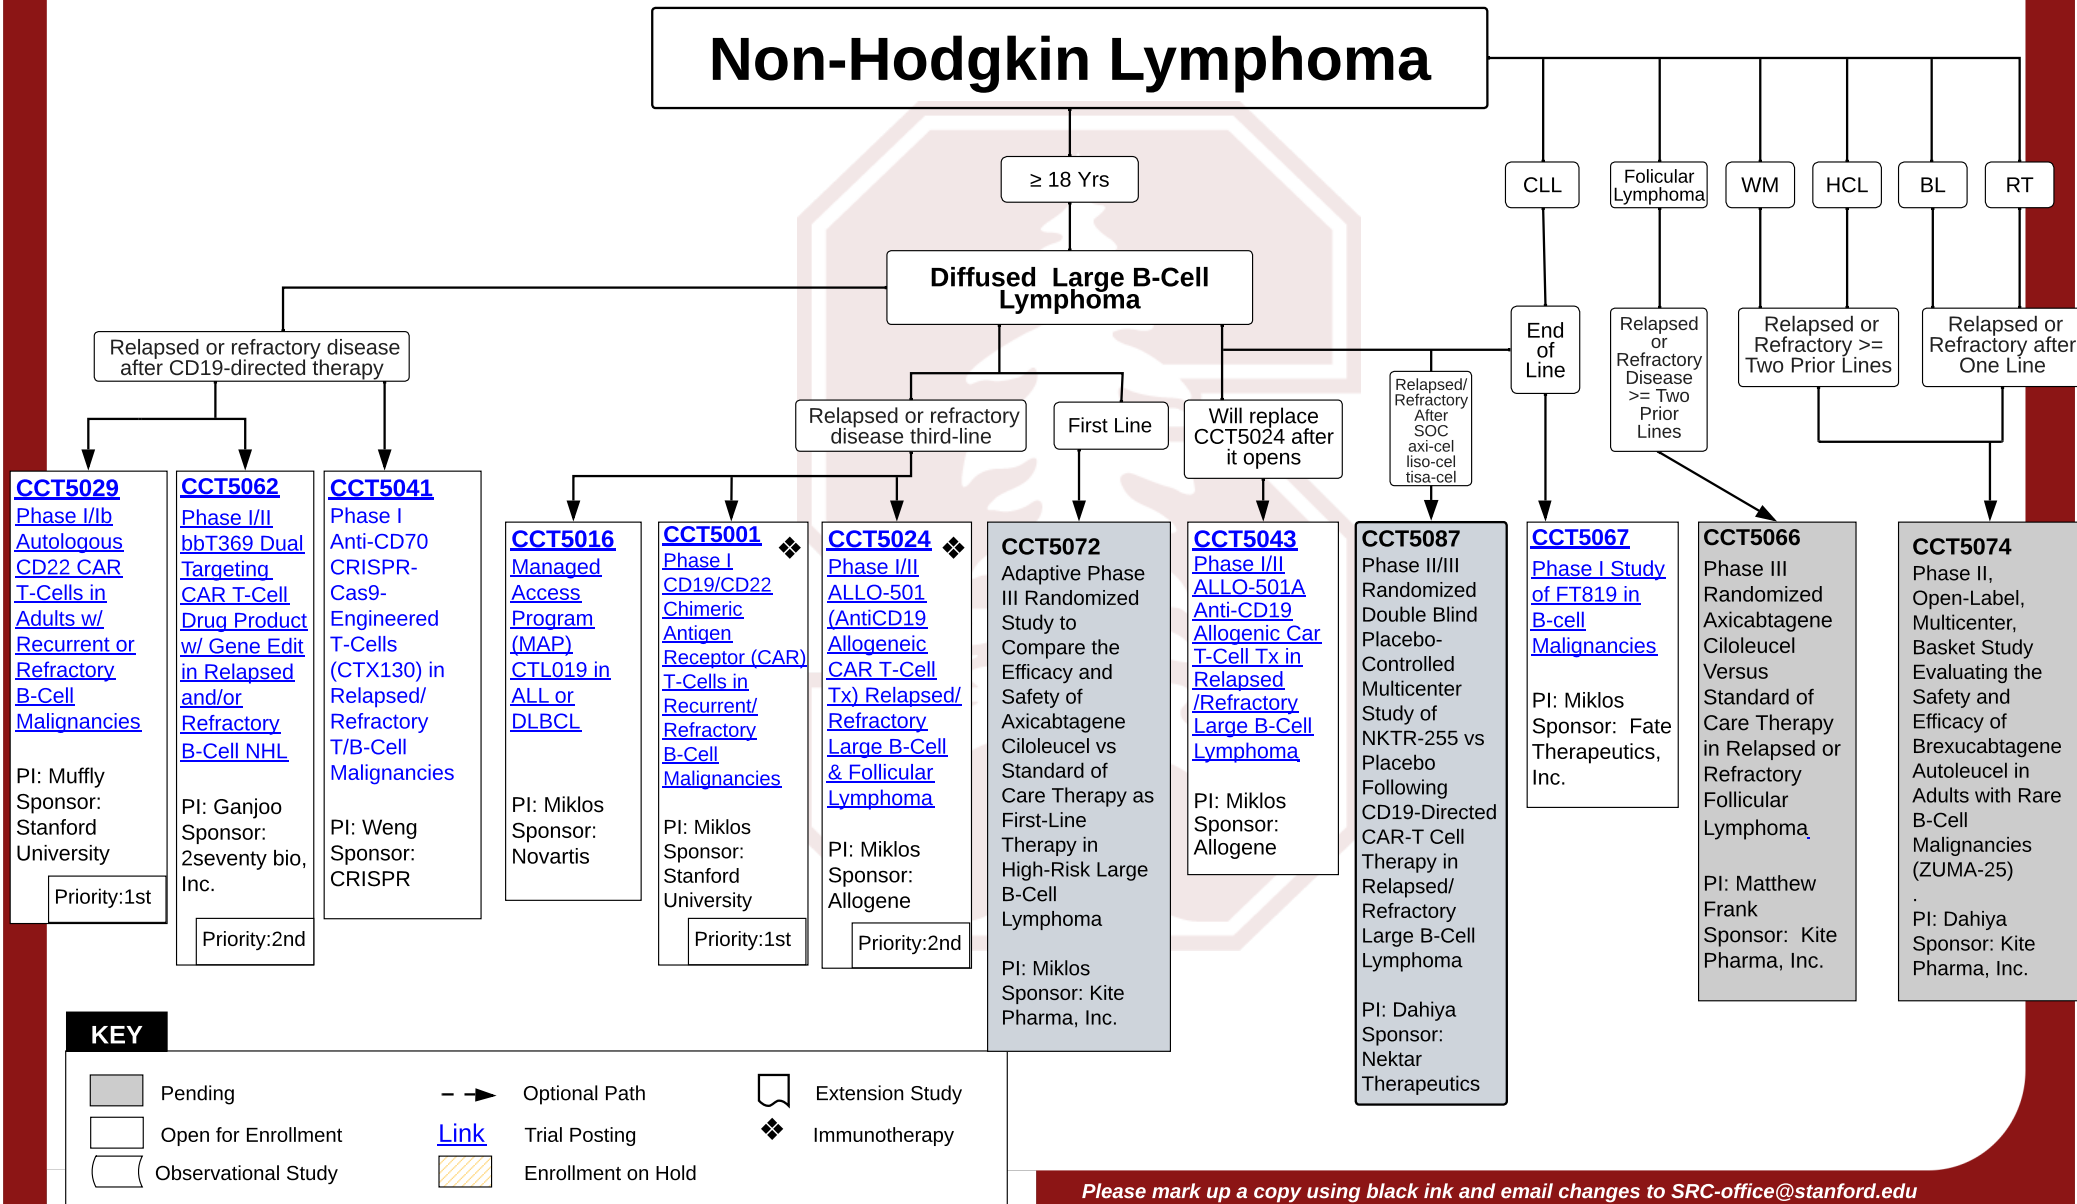 Non-Hodgkin Lymphoma
≥ 18 Yrs
CLL
Folicular
Lymphoma
WM
HCL
BL
RT
Diffused  Large B-Cell
Lymphoma
Relapsed or refractory disease
after CD19-directed therapy
Relapsed or refractory
disease third-line
First Line
Will replace
CCT5024 after
it opens
Relapsed/
Refractory
After
SOC
axi-cel
liso-cel
tisa-cel
End
of
Line
Relapsed
or
Refractory
Disease
>= Two
Prior
Lines
Relapsed or
Refractory >=
Two Prior Lines
Relapsed or
Refractory after
One Line
CCT5029
Phase I/Ib
Autologous
CD22 CAR
T-Cells in
Adults w/
Recurrent or
Refractory
B-Cell
Malignancies
PI: Muffly
Sponsor:
Stanford
University
Priority:1st
CCT5062
Phase I/II
bbT369 Dual
Targeting
CAR T-Cell
Drug Product
w/ Gene Edit
in Relapsed
and/or
Refractory
B-Cell NHL
PI: Ganjoo
Sponsor:
2seventy bio,
Inc.
Priority:2nd
CCT5041
Phase I
Anti-CD70
CRISPR-
Cas9-
Engineered
T-Cells
(CTX130) in
Relapsed/
Refractory
T/B-Cell
Malignancies
PI: Weng
Sponsor:
CRISPR
CCT5016
Managed
Access
Program
(MAP)
CTL019 in
ALL or
DLBCL
PI: Miklos
Sponsor:
Novartis
CCT5001
Phase I
CD19/CD22
Chimeric
Antigen
Receptor (CAR)
T-Cells in
Recurrent/
Refractory
B-Cell
Malignancies
PI: Miklos
Sponsor:
Stanford
University
Priority:1st
CCT5024
Phase I/II
ALLO-501
(AntiCD19
Allogeneic
CAR T-Cell
Tx) Relapsed/
Refractory
Large B-Cell
& Follicular
Lymphoma
PI: Miklos
Sponsor:
Allogene
Priority:2nd
CCT5072
Adaptive Phase
III Randomized
Study to
Compare the
Efficacy and
Safety of
Axicabtagene
Ciloleucel vs
Standard of
Care Therapy as
First-Line
Therapy in
High-Risk Large
B-Cell
Lymphoma
PI: Miklos
Sponsor: Kite
Pharma, Inc.
CCT5043
Phase I/II
ALLO-501A
Anti-CD19
Allogenic Car
T-Cell Tx in
Relapsed
/Refractory
Large B-Cell
Lymphoma
PI: Miklos
Sponsor:
Allogene
CCT5087
Phase II/III
Randomized
Double Blind
Placebo-
Controlled
Multicenter
Study of
NKTR-255 vs
Placebo
Following
CD19-Directed
CAR-T Cell
Therapy in
Relapsed/
Refractory
Large B-Cell
Lymphoma
PI: Dahiya
Sponsor:
Nektar
Therapeutics
CCT5067
Phase I Study
of FT819 in
B-cell
Malignancies
PI: Miklos
Sponsor:  Fate
Therapeutics,
Inc.
CCT5066
Phase III
Randomized
Axicabtagene
Ciloleucel
Versus
Standard of
Care Therapy
in Relapsed or
Refractory
Follicular
Lymphoma
PI: Matthew
Frank
Sponsor:  Kite
Pharma, Inc.
CCT5074
Phase II,
Open-Label,
Multicenter,
Basket Study
Evaluating the
Safety and
Efficacy of
Brexucabtagene
Autoleucel in
Adults with Rare
B-Cell
Malignancies
(ZUMA-25)
.
PI: Dahiya
Sponsor: Kite
Pharma, Inc.
KEY
Pending
Optional Path
Extension Study
Open for Enrollment
Link
Trial Posting
Immunotherapy
Observational Study
Enrollment on Hold
Please mark up a copy using black ink and email changes to SRC-office@stanford.edu